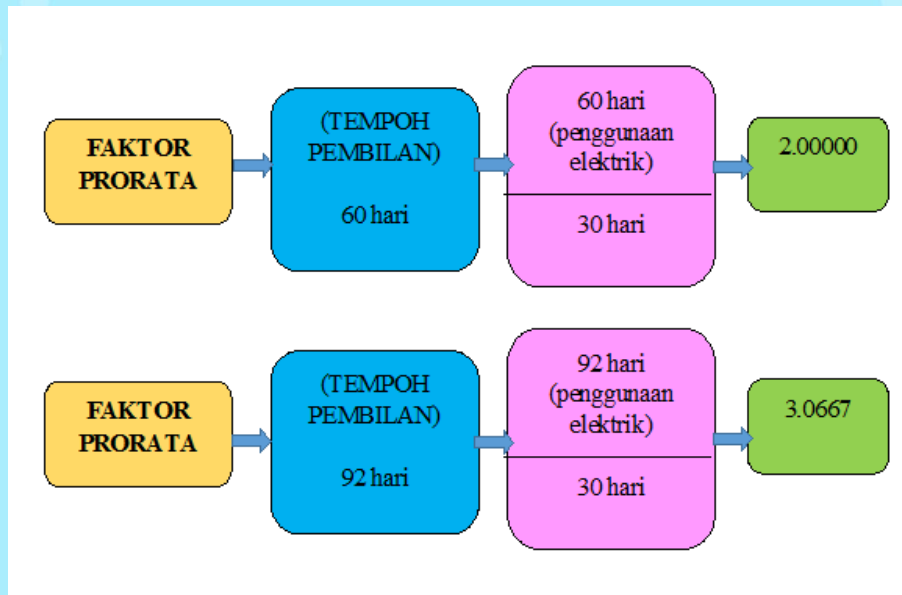 FAKTOR
PRORATA
(TEMPOH
PEMBILAN)
60 hari
60 hari
(penggunaan
elektrik)
30 hari
2.00000
FAKTOR
PRORATA
(TEMPOH
PEMBILAN)
92 hari
92 hari
(penggunaan
elektrik)
30 hari
3.0667